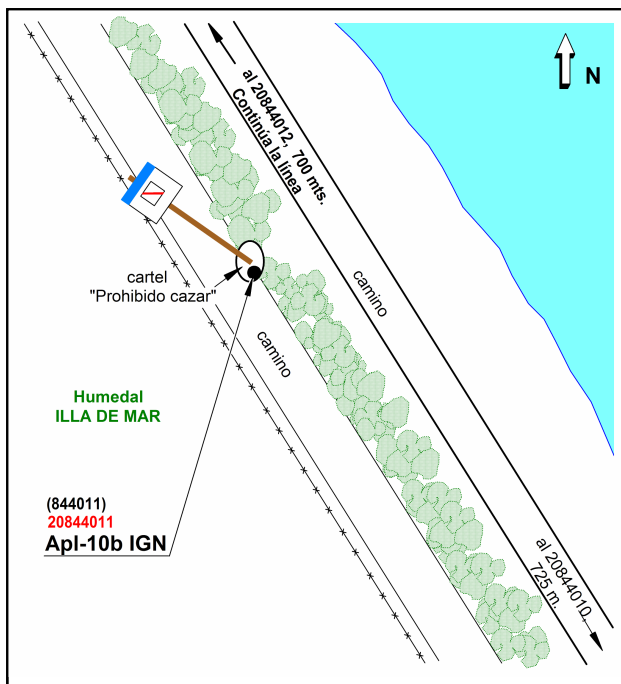 al 20844012, 700 mts.
Continúa la línea
N
cartel
"Prohibido cazar"
camino
camino
Humedal
ILLA DE MAR
(844011)
20844011
Apl-10b IGN
al 20844010
725 m.